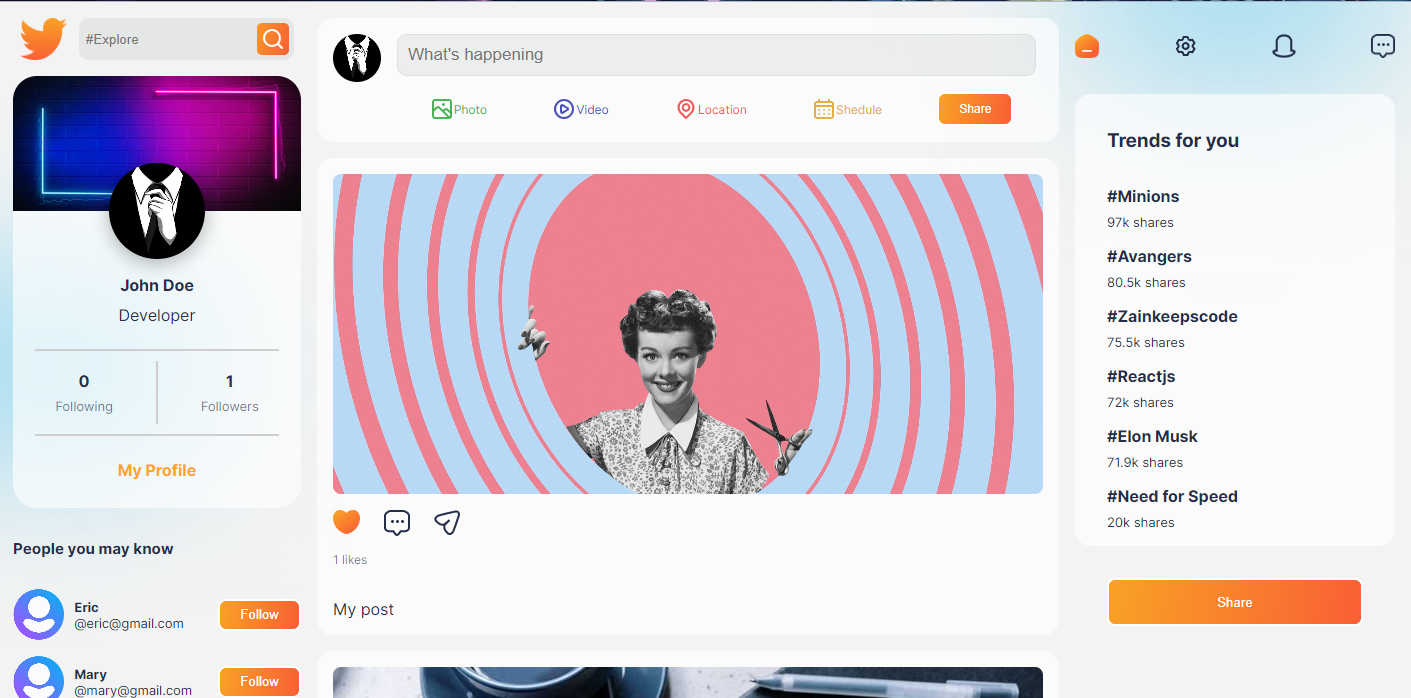 #Explore
John Doe
Developer
0
Following
1
Followers
My Profile
People you may know
Eric
@eric@gmail.com
Follow
Mary
@mary@gmail.com
Follow
What's happening
Photo
Video
Location
Shedule
Share
1 likes
My post
Trends for you
#Minions
97k shares
#Avangers
80.5k shares
#Zainkeepscode
75.5k shares
#Reactjs
72k shares
#Elon Musk
71.9k shares
#Need for Speed
20k shares
Share